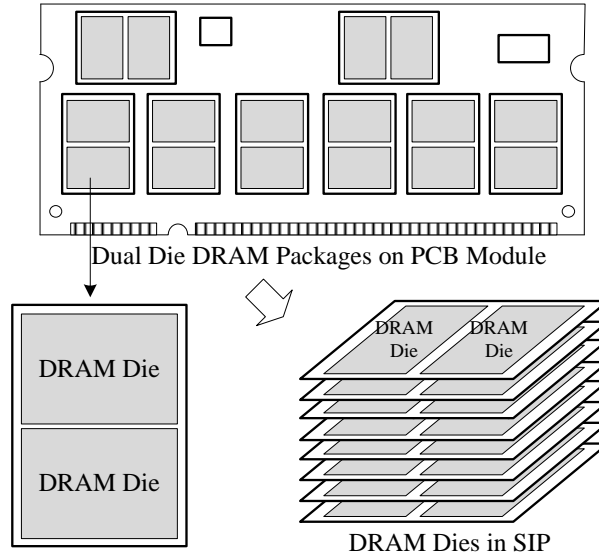 Dual Die DRAM Packages on PCB Module
DRAM Die
DRAM Die
DRAM
Die
DRAM
Die
DRAM Dies in SIP